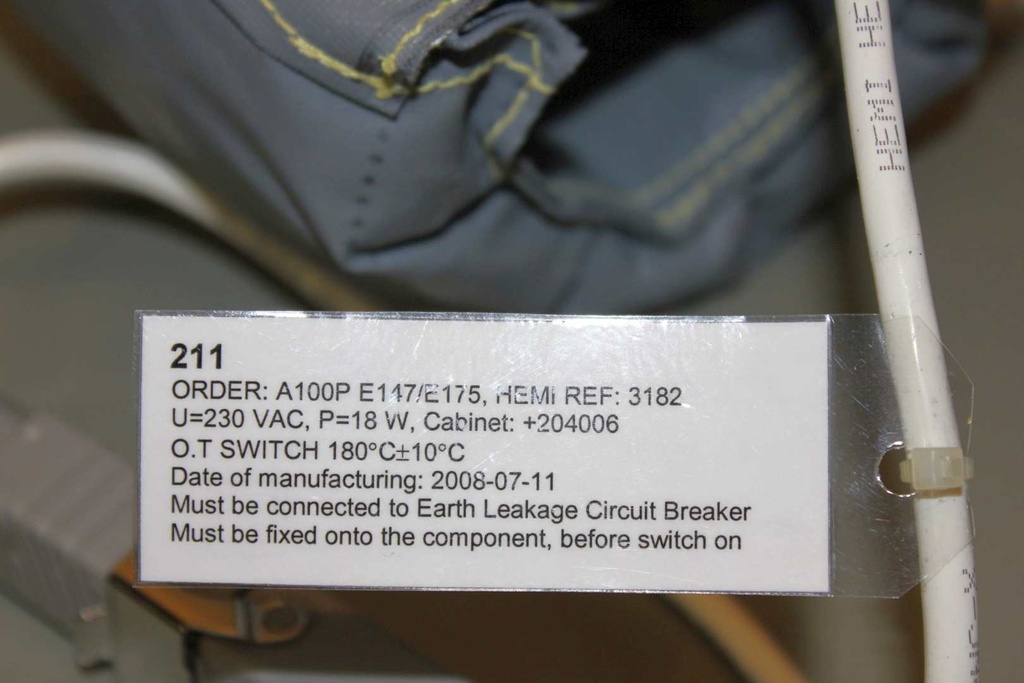 HEMI HE
211
ORDER: A100P E147/E175, HEMI REF: 3182
U=230 VAC, P=18 W, Cabinet: +204006
O.T SWITCH 180°C±10°C
Date of manufacturing: 2008-07-11
Must be connected to Earth Leakage Circuit Breaker
Must be fixed onto the component, before switch on